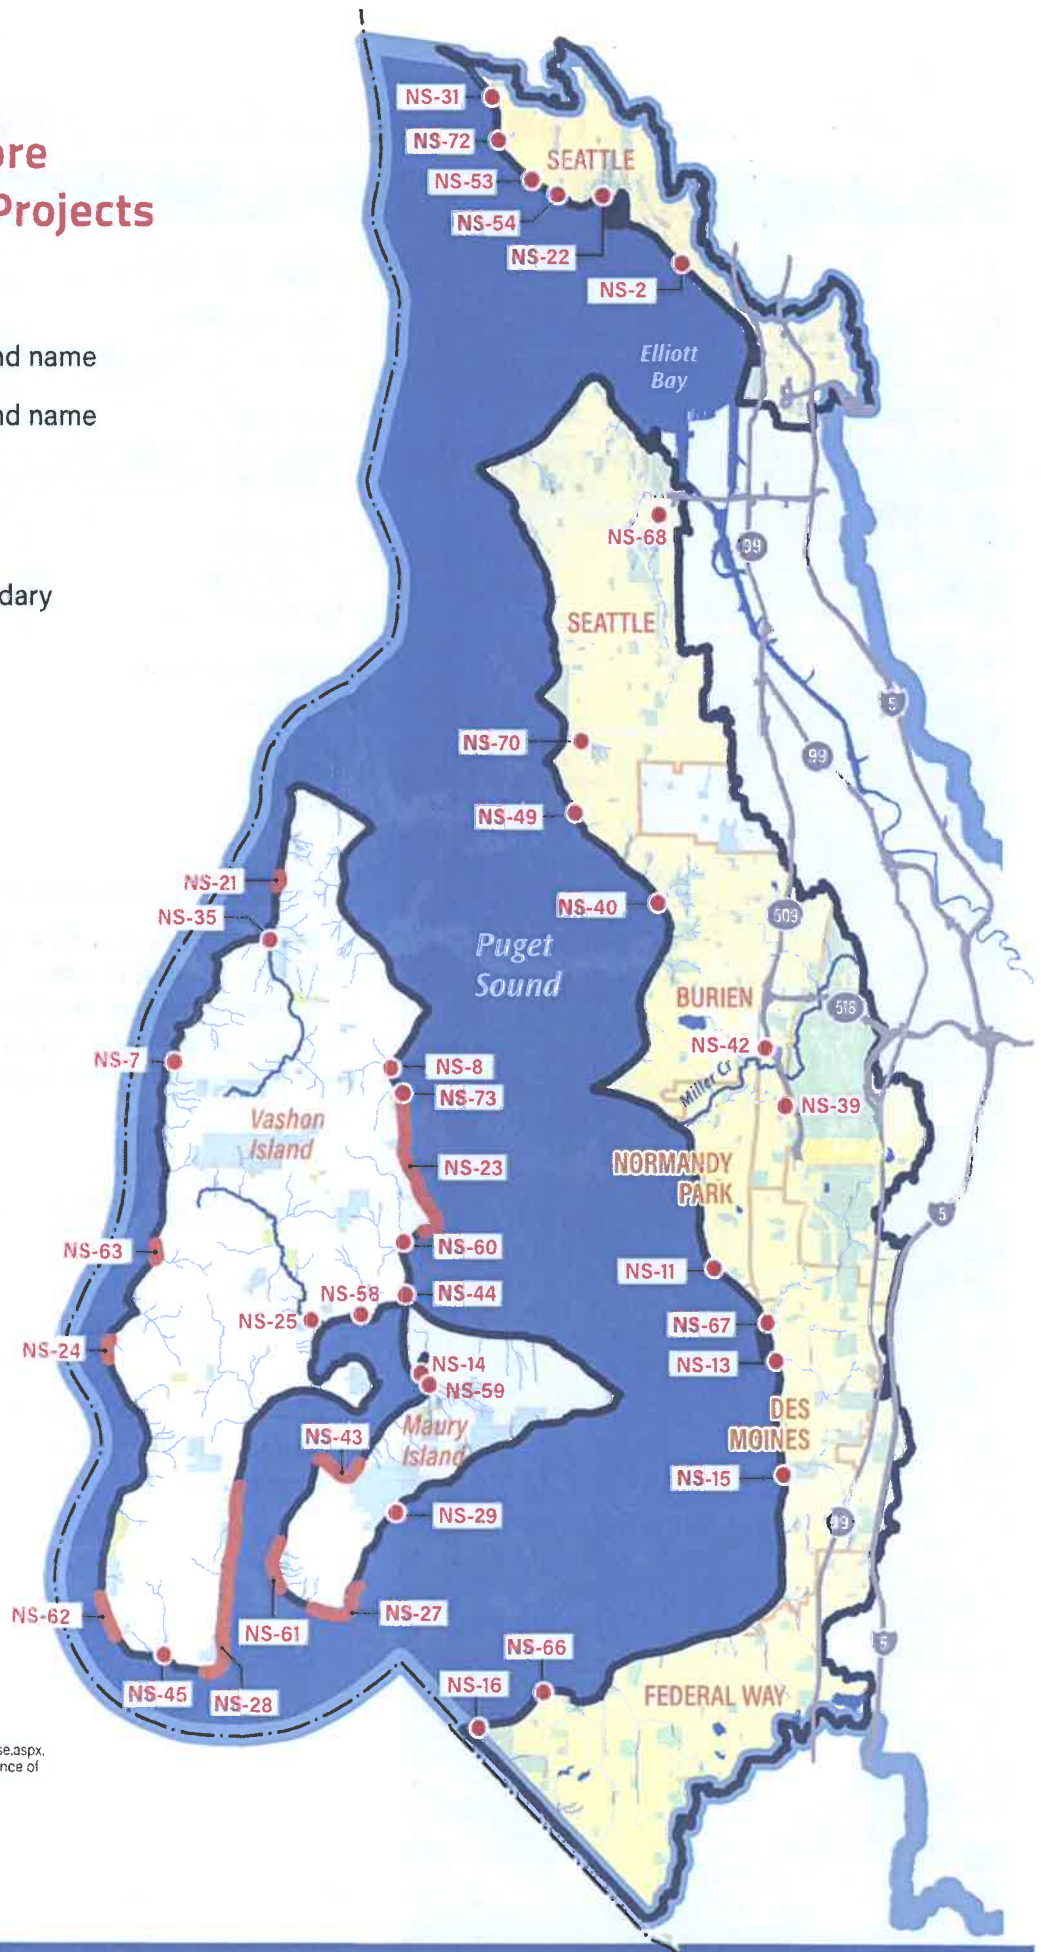 ore
Projects
nd name
nd name
dary
NS-31
NS-72
SEATTLE
NS-53
NS-54
NS-22
NS-2
Elliott
Bay
NS-68
99
SEATTLE
5
NS-70
99
NS-49
NS-21
NS-40
509
NS-35
Puget
Sound
BURIEN
518
NS-42
NS-7
NS-8
Miller Cr
NS-73
NS-39
Vashon
Island
NS-23
NORMANDY
PARK
5
NS-63
NS-60
NS-11
NS-58
NS-44
NS-25
NS-67
NS-24
NS-14
NS-13
NS-59
DES
MOINES
NS-43
Maury
Island
NS-15
NS-29
99
NS-62
NS-27
NS-61
5
NS-66
NS-16
NS-45
NS-28
FEDERAL WAY
se.aspx.
nce of